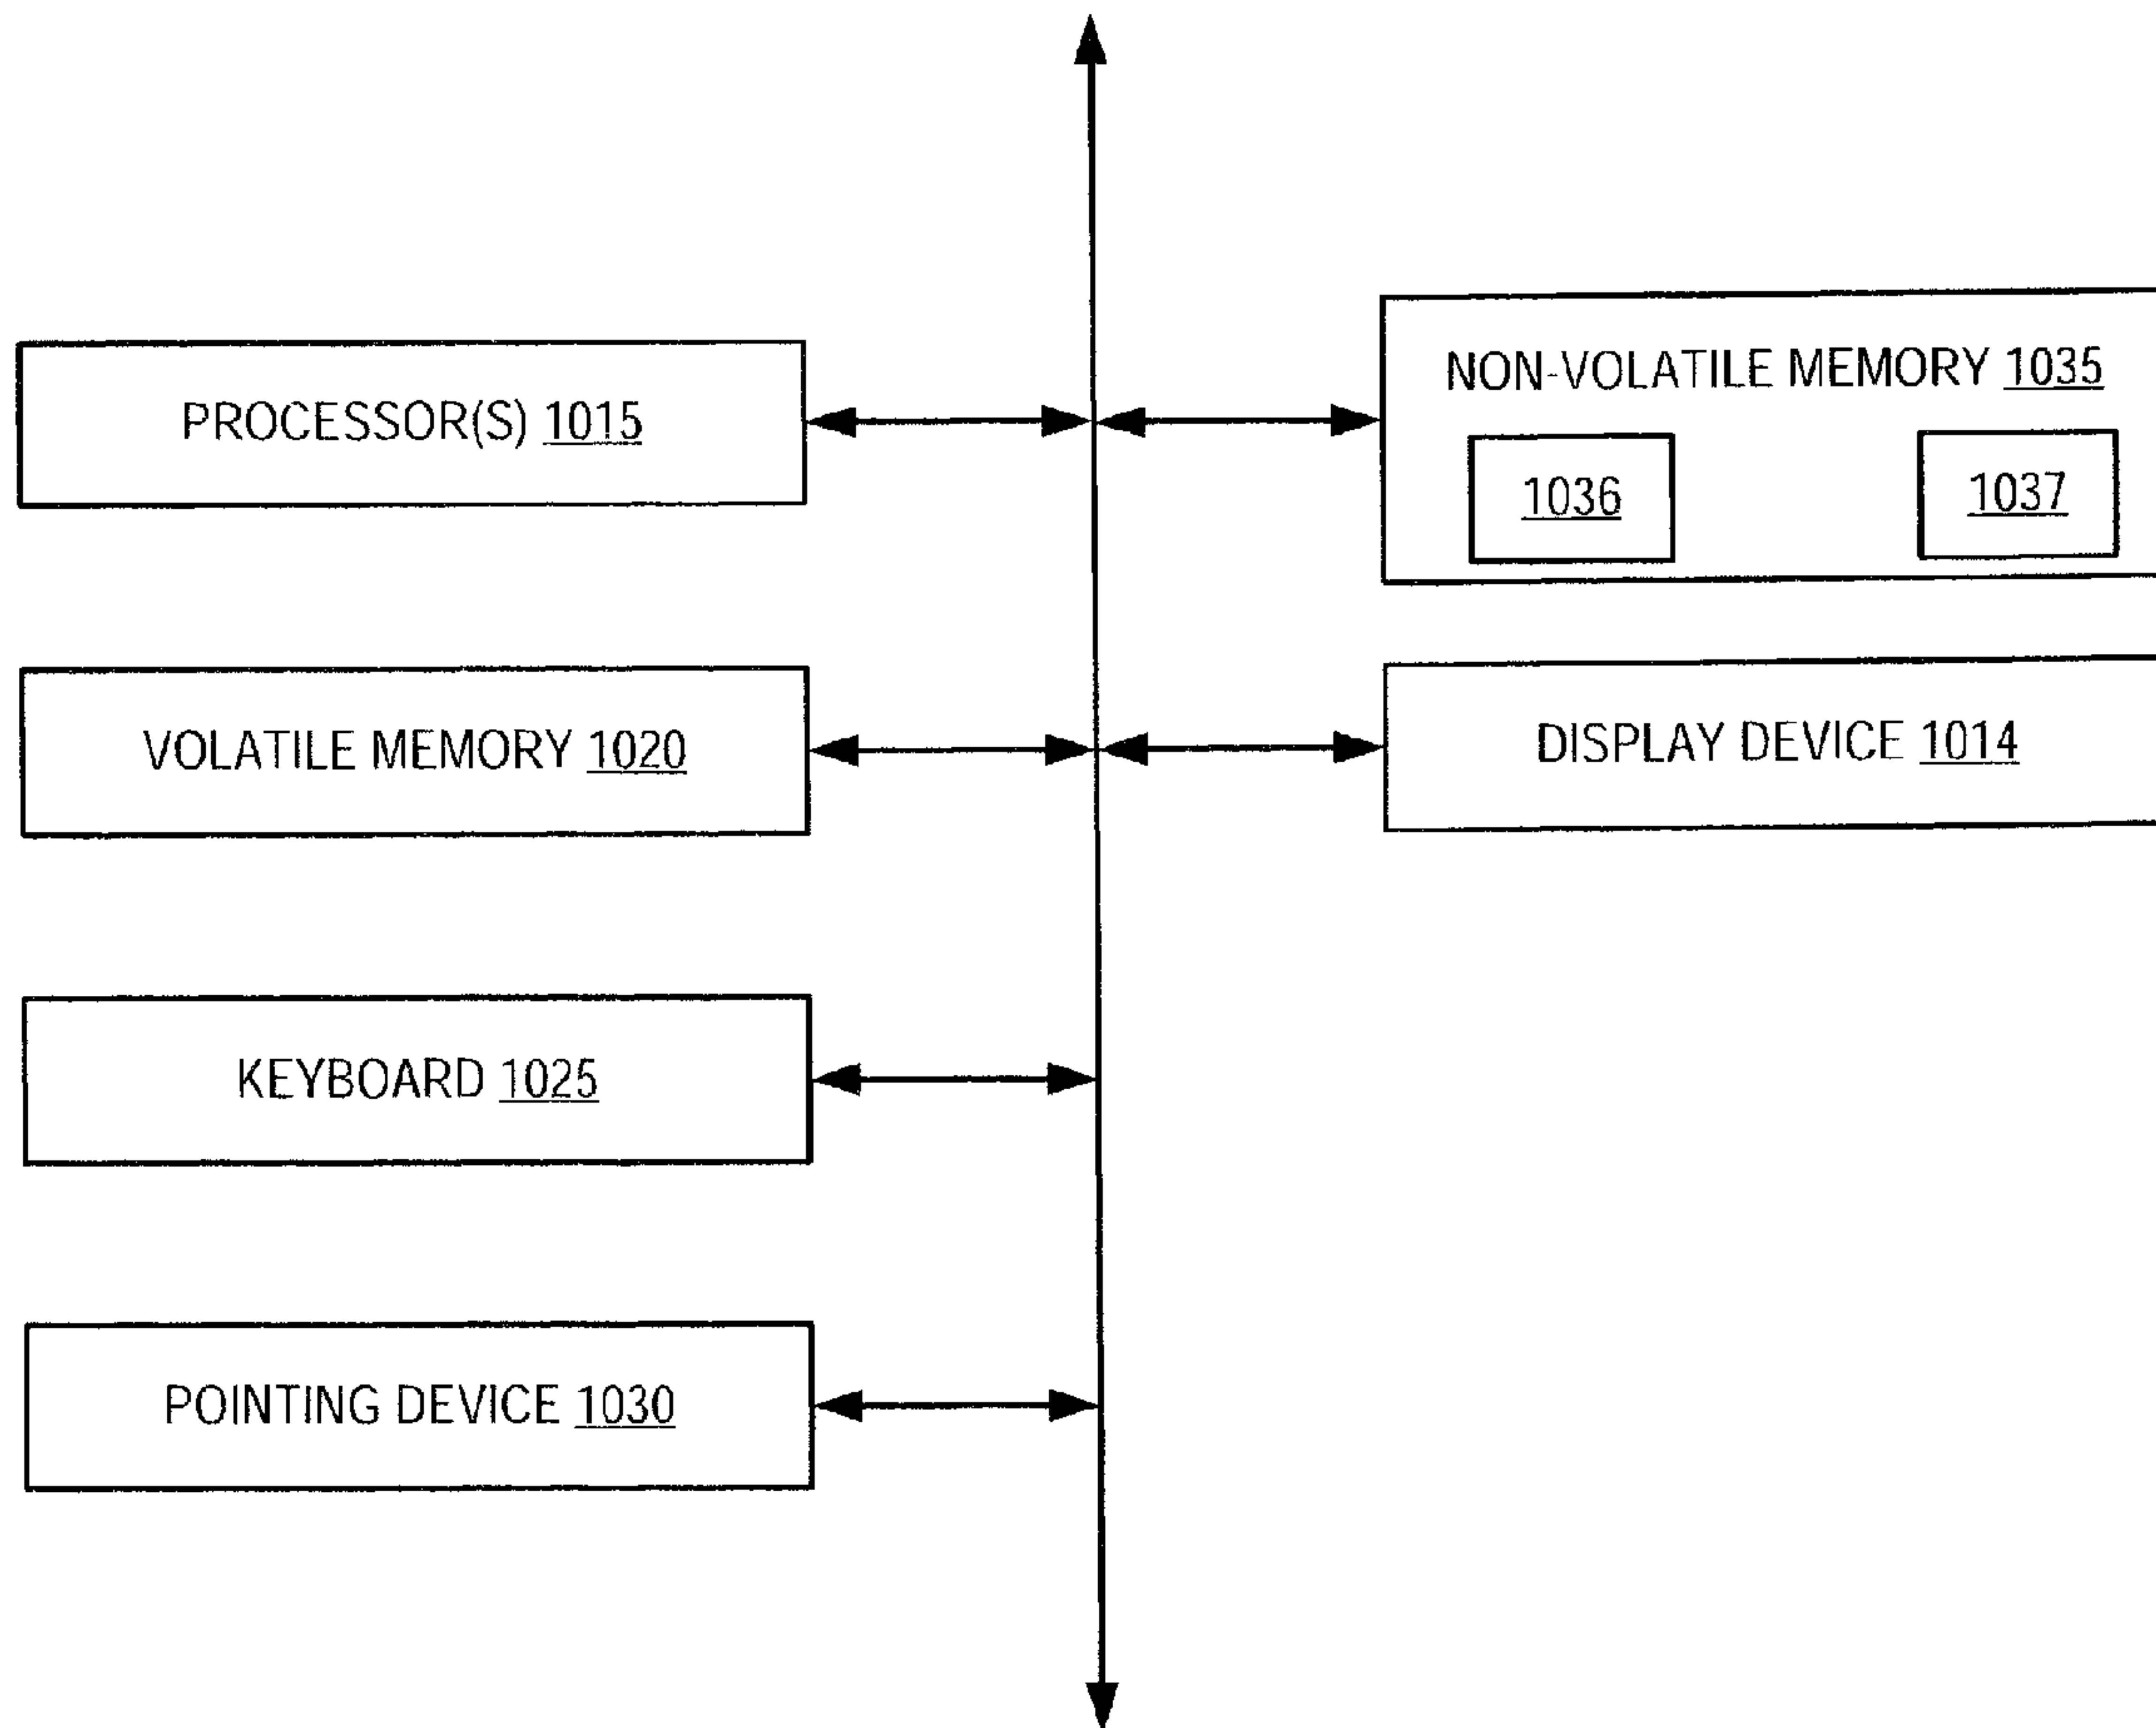 PROCESSOR(S) 1015
NON-VOLATILE MEMORY 1035
1036
1037
VOLATILE MEMORY 1020
DISPLAY DEVICE 1014
KEYBOARD 1025
POINTING DEVICE 1030